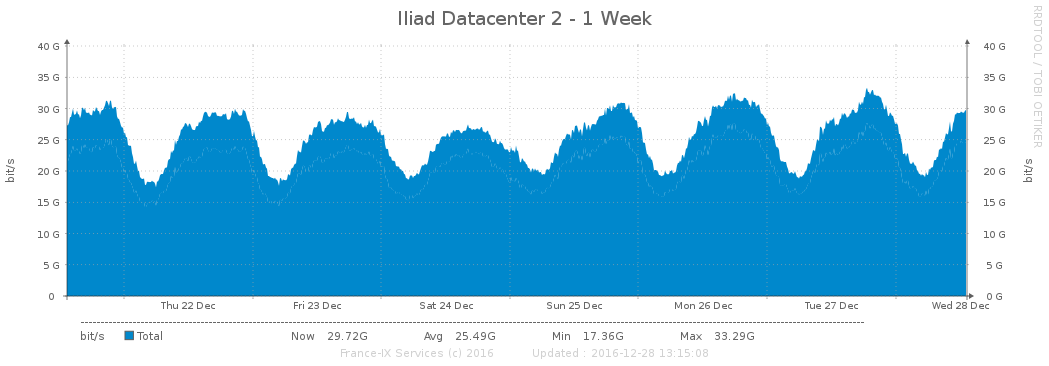 Iliad Datacenter 2 - 1 Week
RRDTOOL / TOBI OETIKER
40 G 40 G
35 G 35 G
30 G 30 G
25 G 25 G
20 G 20 G
15 G 15 G
10 G 10 G
5 G 5 G
0 0 G
bit/s
bit/s
Thu 22 Dec Fri 23 Dec Sat 24 Dec Sun 25 Dec Mon 26 Dec Tue 27 Dec Wed 28 Dec
bit/s Total Now 29.72G Avg 25.49G Min 17.36G Max 33.29G
France-IX Services (c) 2016 Updated : 2016-12-28 13:15:08